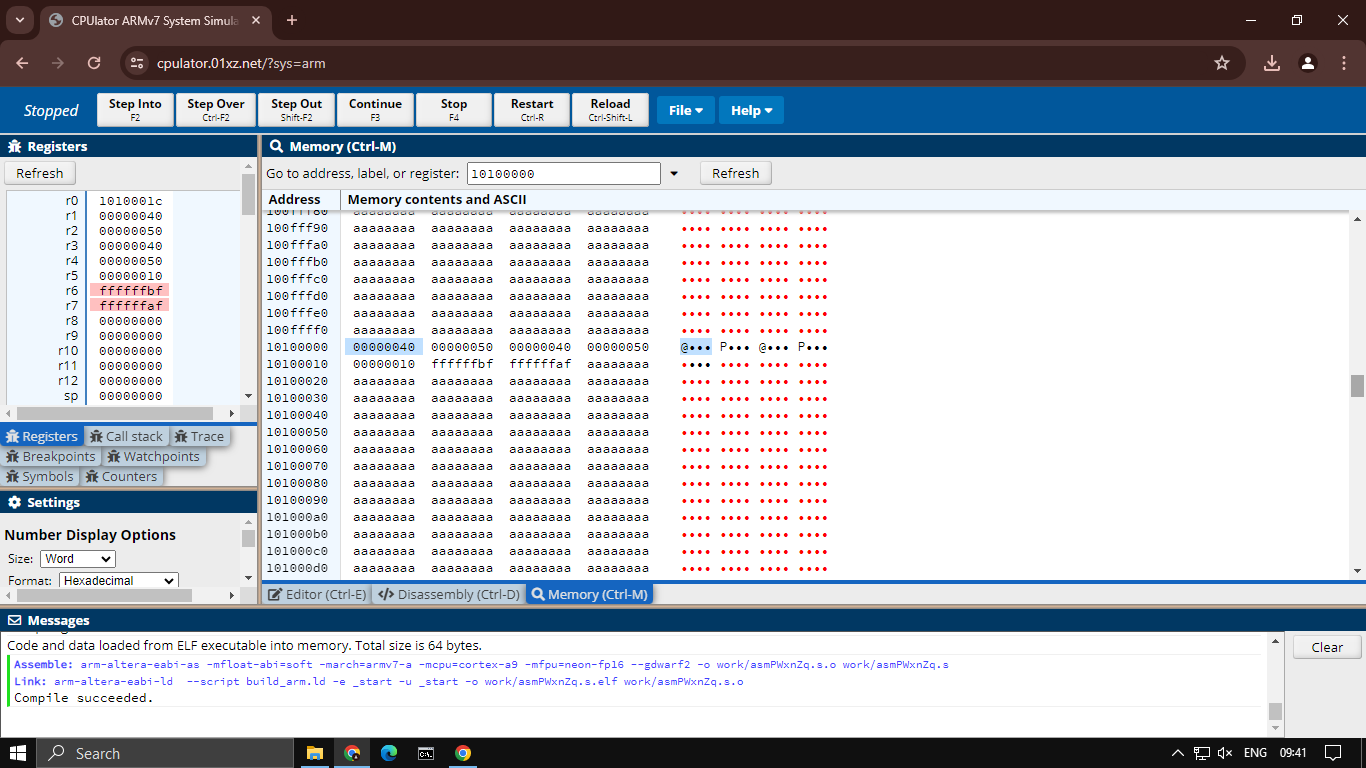 CPUlator ARMv7 System Simula
cpulator.01xz.net/?sys=arm
Stopped
Step Into F2
Step Over Ctrl-F2
Step Out Shift-F2
Continue F3
Stop F4
Restart Ctrl-R
Reload Ctrl-Shift-L
File
Help
Registers
Refresh
r0 1010001c
r1 00000040
r2 00000050
r3 00000040
r4 00000050
r5 00000010
r6 ffffffbf
r7 ffffffaf
r8 00000000
r9 00000000
r10 00000000
r11 00000000
r12 00000000
sp 00000000
Registers Call stack Trace
Breakpoints Watchpoints
Symbols Counters
Settings
Number Display Options
Size: Word
Format: Hexadecimal
Memory (Ctrl-M)
Go to address, label, or register: 10100000 Refresh
Address Memory contents and ASCII
100fff80 aaaaaaaa aaaaaaaa aaaaaaaa aaaaaaaa •••• •••• •••• ••••
100fff90 aaaaaaaa aaaaaaaa aaaaaaaa aaaaaaaa •••• •••• •••• ••••
100fffa0 aaaaaaaa aaaaaaaa aaaaaaaa aaaaaaaa •••• •••• •••• ••••
100fffb0 aaaaaaaa aaaaaaaa aaaaaaaa aaaaaaaa •••• •••• •••• ••••
100fffc0 aaaaaaaa aaaaaaaa aaaaaaaa aaaaaaaa •••• •••• •••• ••••
100fffd0 aaaaaaaa aaaaaaaa aaaaaaaa aaaaaaaa •••• •••• •••• ••••
100fffe0 aaaaaaaa aaaaaaaa aaaaaaaa aaaaaaaa •••• •••• •••• ••••
100ffff0 aaaaaaaa aaaaaaaa aaaaaaaa aaaaaaaa •••• •••• •••• ••••
10100000 00000040 00000050 00000040 00000050 @••• P••• @••• P•••
10100010 00000010 ffffffbf ffffffaf aaaaaaaa •••• •••• •••• ••••
10100020 aaaaaaaa aaaaaaaa aaaaaaaa aaaaaaaa •••• •••• •••• ••••
10100030 aaaaaaaa aaaaaaaa aaaaaaaa aaaaaaaa •••• •••• •••• ••••
10100040 aaaaaaaa aaaaaaaa aaaaaaaa aaaaaaaa •••• •••• •••• ••••
10100050 aaaaaaaa aaaaaaaa aaaaaaaa aaaaaaaa •••• •••• •••• ••••
10100060 aaaaaaaa aaaaaaaa aaaaaaaa aaaaaaaa •••• •••• •••• ••••
10100070 aaaaaaaa aaaaaaaa aaaaaaaa aaaaaaaa •••• •••• •••• ••••
10100080 aaaaaaaa aaaaaaaa aaaaaaaa aaaaaaaa •••• •••• •••• ••••
10100090 aaaaaaaa aaaaaaaa aaaaaaaa aaaaaaaa •••• •••• •••• ••••
101000a0 aaaaaaaa aaaaaaaa aaaaaaaa aaaaaaaa •••• •••• •••• ••••
101000b0 aaaaaaaa aaaaaaaa aaaaaaaa aaaaaaaa •••• •••• •••• ••••
101000c0 aaaaaaaa aaaaaaaa aaaaaaaa aaaaaaaa •••• •••• •••• ••••
101000d0 aaaaaaaa aaaaaaaa aaaaaaaa aaaaaaaa •••• •••• •••• ••••
Editor (Ctrl-E) Disassembly (Ctrl-D) Memory (Ctrl-M)
Messages
Code and data loaded from ELF executable into memory. Total size is 64 bytes.
Assemble: arm-altera-eabi-as -mfloat-abi=soft -march=armv7-a -mcpu=cortex-a9 -mfpu=neon-fp16 --gdwarf2 -o work/asmPWxnZq.s.o work/asmPWxnZq.s
Link: arm-altera-eabi-ld --script build_arm.ld -e _start -u _start -o work/asmPWxnZq.s.elf work/asmPWxnZq.s.o
Compile succeeded.
Clear
Search
ENG 09:41